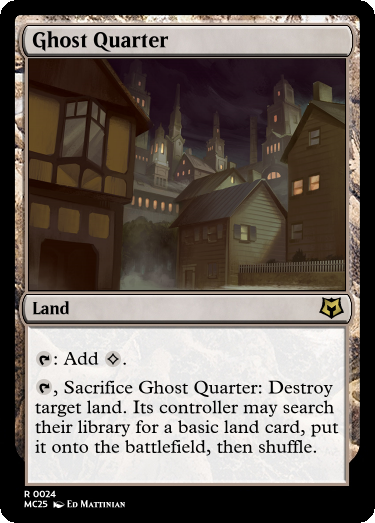 Ghost Quarter
Land
: Add .
, Sacrifice Ghost Quarter: Destroy
target land. Its controller may search
their library for a basic land card, put
it onto the battlefield, then shuffle.
R 0024
MC25 Ed Mattinian